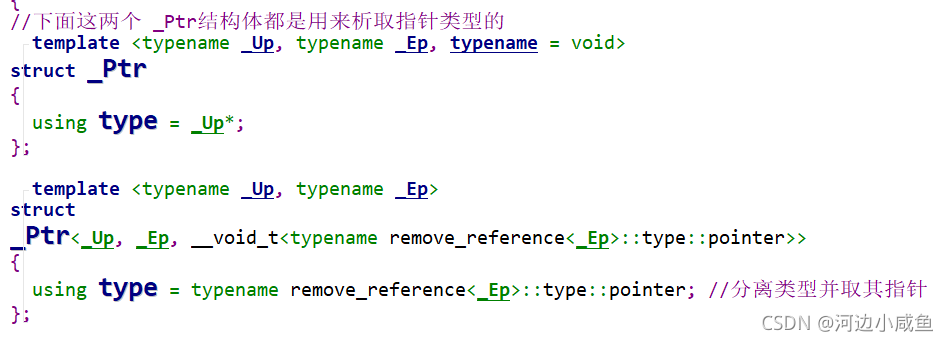 {
//下面这两个 _Ptr结构体都是用来析取指针类型的
template <typename _Up, typename _Ep, typename = void>
struct _Ptr
{
using type = _Up*;
};
template <typename _Up, typename _Ep>
struct
_Ptr<_Up, _Ep, __void_t<typename remove_reference<_Ep>::type::pointer>>
{
using type = typename remove_reference<_Ep>::type::pointer; //分离类型并取其指针
};
CSDN @河边小咸鱼